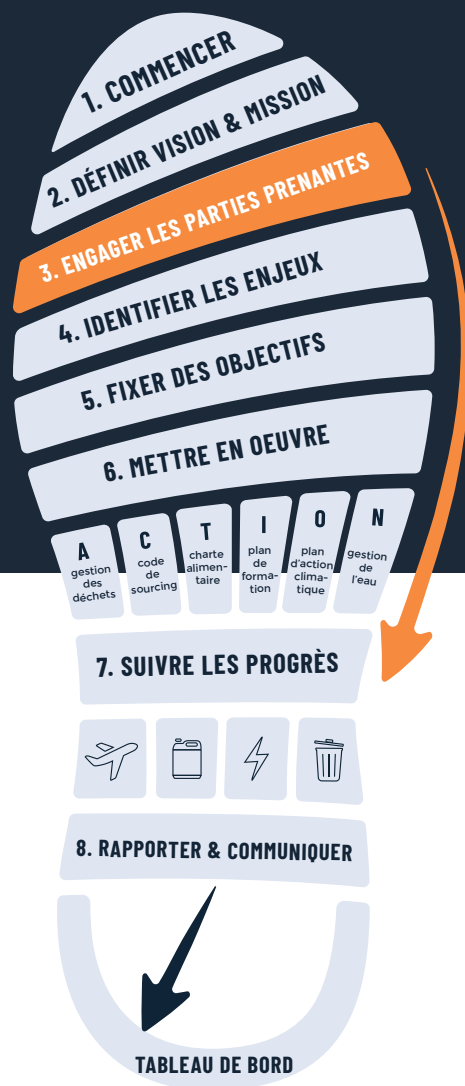 1. COMMENCER
2. DÉFINIR VISION & MISSION
3. ENGAGER LES PARTIES PRENANTES
4. IDENTIFIER LES ENJEUX
5. FIXER DES OBJECTIFS
6. METTRE EN OEUVRE
A
gestion
des
déchets
C
code
de
sourcing
T
charte
alimen-
taire
I
plan
de
forma-
tion
O
plan
d'action
clima-
tique
N
gestion
de
l'eau
7. SUIVRE LES PROGRÈS
8. RAPPORTER & COMMUNIQUER
TABLEAU DE BORD